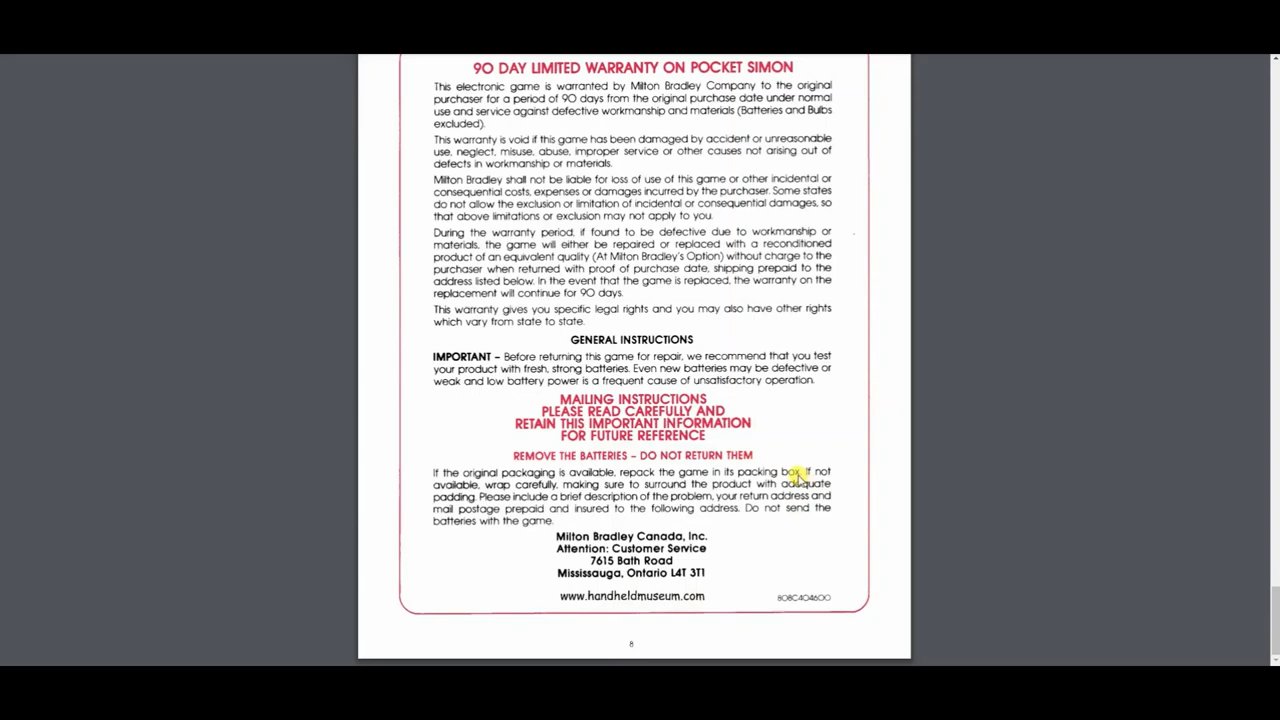 90 DAY LIMITED WARRANTY ON POCKET SIMON
This electronic game is warranted by Milton Bradley Company to the original
purchaser for a period of 90 days from the original purchase date under normal
use and service against defective workmanship and materials (Batteries and Bulbs
excluded).
This warranty is void if this game has been damaged by accident or unreasonable
use, neglect, misuse, abuse, improper service or other causes not arising out of
defects in workmanship or materials.
Milton Bradley shall not be liable for loss of use of this game or other incidental or
consequential costs, expenses or damages incurred by the purchaser. Some states
do not allow the exclusion or limitation of incidental or consequential damages, so
that above limitations or exclusion may not apply to you.
During the warranty period, if found to be defective due to workmanship or
materials, the game will either be repaired or replaced with a reconditioned
product of an equivalent quality (At Milton Bradley's Option) without charge to the
purchaser when returned with proof of purchase date, shipping prepaid to the
address listed below. In the event that the game is replaced, the warranty on the
replacement will continue for 90 days.
This warranty gives you specific legal rights and you may also have other rights
which vary from state to state.
GENERAL INSTRUCTIONS
IMPORTANT – Before returning this game for repair, we recommend that you test
your product with fresh, strong batteries. Even new batteries may be defective or
weak and low battery power is a frequent cause of unsatisfactory operation.
MAILING INSTRUCTIONS
PLEASE READ CAREFULLY AND
RETAIN THIS IMPORTANT INFORMATION
FOR FUTURE REFERENCE
REMOVE THE BATTERIES – DO NOT RETURN THEM
If the original packaging is available, repack the game in its packing box. If not
available, wrap carefully, making sure to surround the product with adequate
padding. Please include a brief description of the problem, your return address and
mail postage prepaid and insured to the following address. Do not send the
batteries with the game.
Milton Bradley Canada, Inc.
Attention: Customer Service
7615 Bath Road
Mississauga, Ontario L4T 3T1
www.handheldmuseum.com
808C404600
8